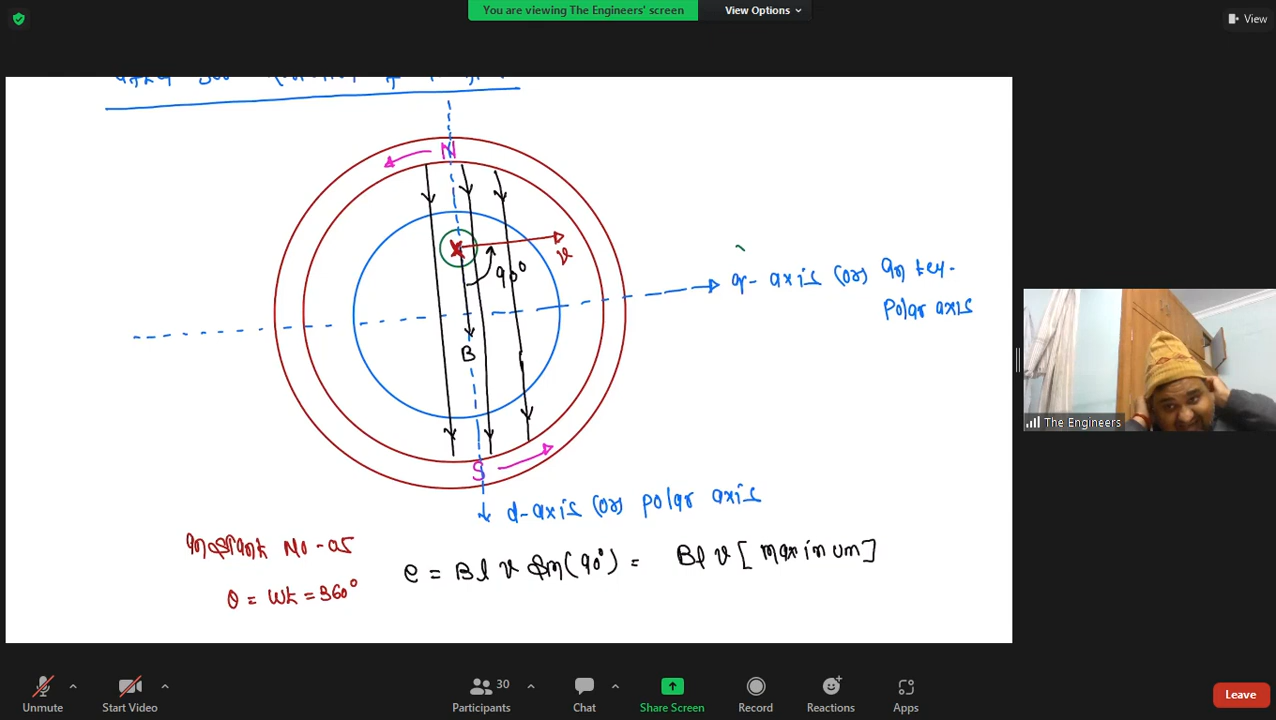 You are viewing The Engineers' screen
View Options
View
N
v
90°
B
q- axis (or) Inter-
Polar axis
The Engineers
S
d-axis (or) polar axis
Instant No-05
e = Blv Sin(90°) = Blv [maximum]
θ = wt = 360°
Unmute
Start Video
30
Participants
Chat
Share Screen
Record
Reactions
Apps
Leave